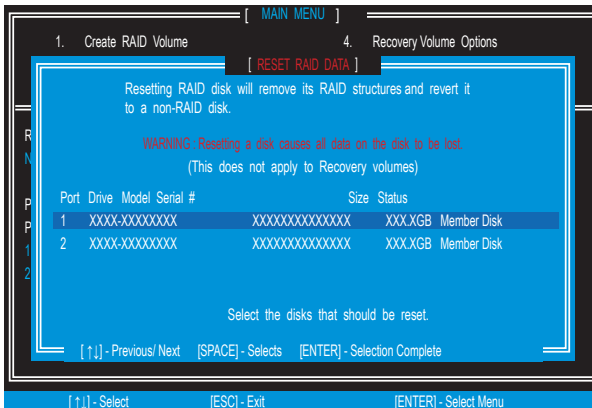 [ MAIN MENU ]
1. Create RAID Volume 4. Recovery Volume Options
[ RESET RAID DATA ]
Resetting RAID disk will remove its RAID structures and revert it
to a non-RAID disk.
WARNING : Resetting a disk causes all data on the disk to be lost.
(This does not apply to Recovery volumes)
R
N
P
P
1
2
Port Drive Model Serial # Size Status
1 XXXX-XXXXXXXX XXXXXXXXXXXXXX XXX.XGB Member Disk
2 XXXX-XXXXXXXX XXXXXXXXXXXXXX XXX.XGB Member Disk
Select the disks that should be reset.
[ ↑↓] - Previous/ Next [SPACE] - Selects [ENTER] - Selection Complete
[ ↑↓] - Select [ESC] - Exit [ENTER] - Select Menu